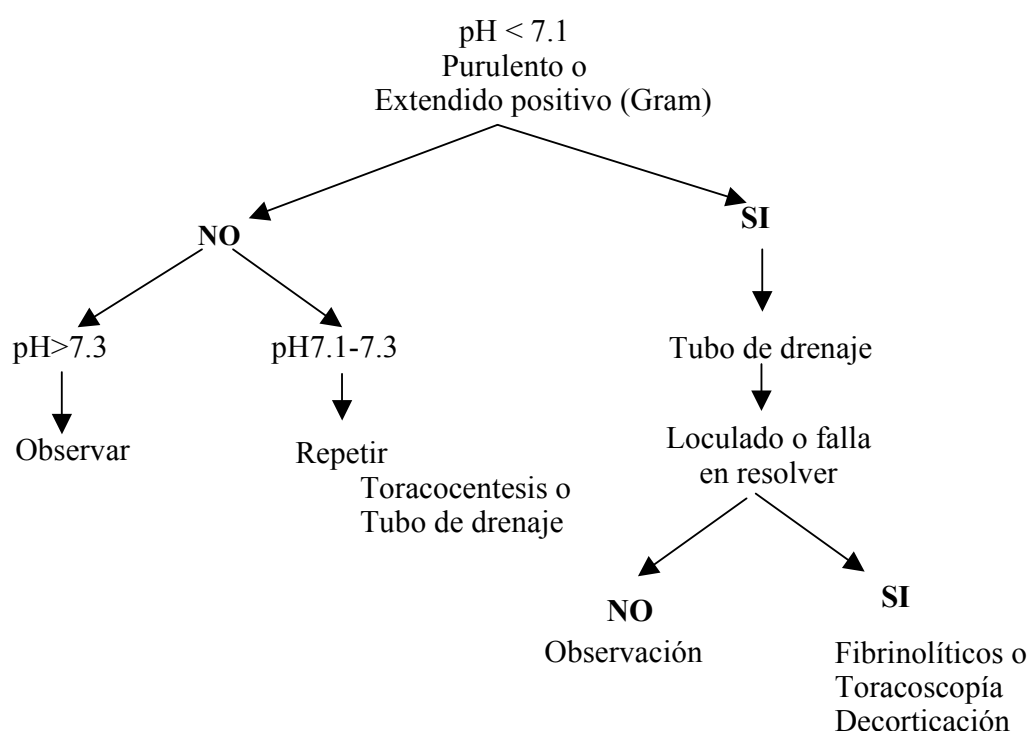 pH < 7.1
Purulento o
Extendido positivo (Gram)
NO
SI
pH>7.3
pH7.1-7.3
Tubo de drenaje
Observar
Repetir
Toracocentesis o
Tubo de drenaje
Loculado o falla
en resolver
NO
Observación
SI
Fibrinolíticos o
Toracoscopía
Decorticación